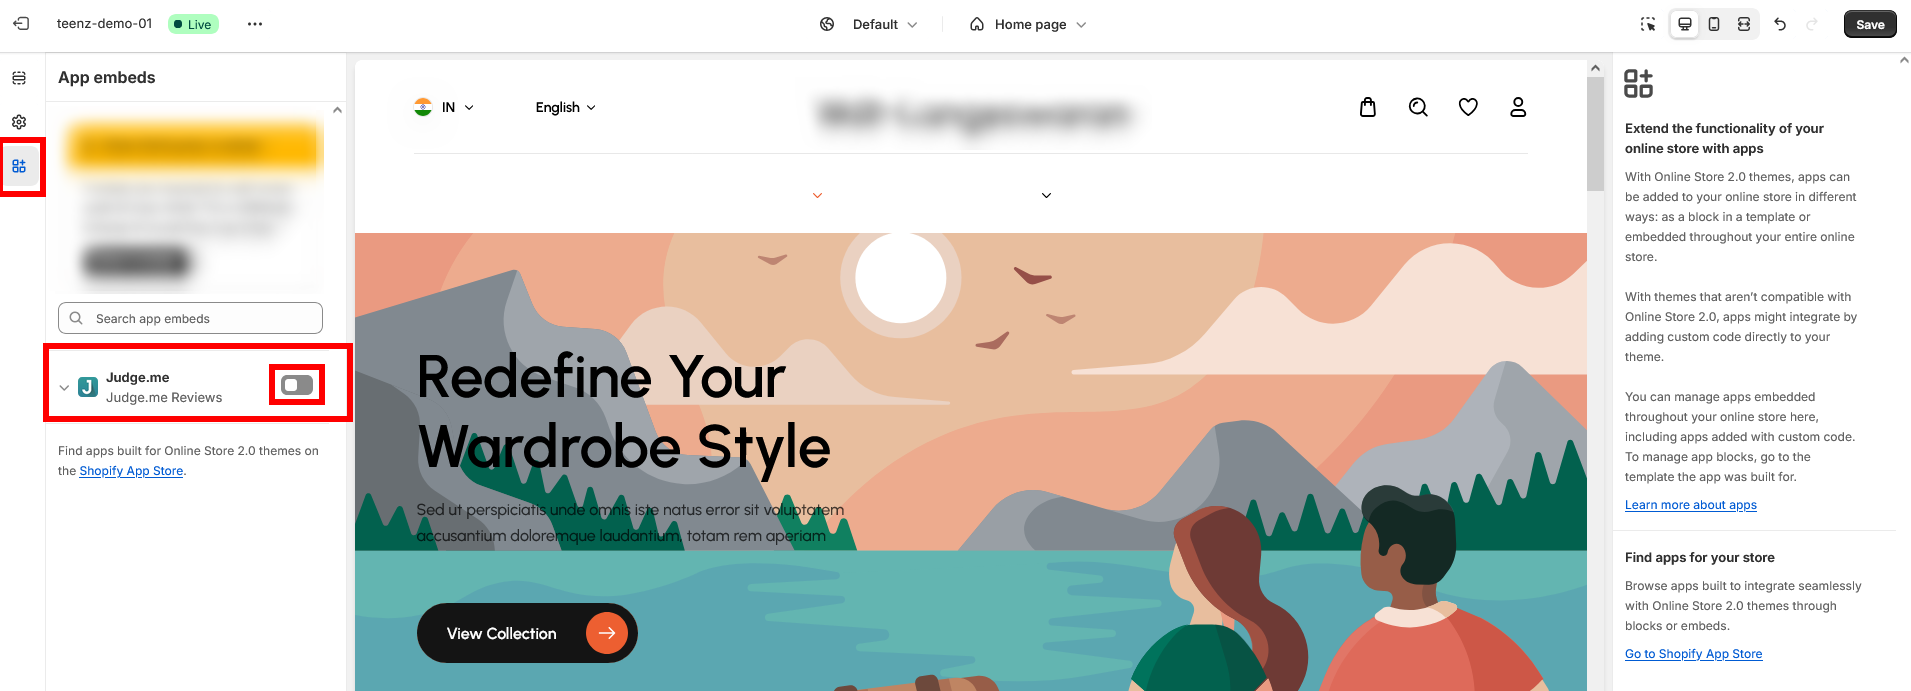 teenz-demo-01
Live
Default
Home page
Save
App embeds
Search app embeds
Judge.me
Judge.me Reviews
Find apps built for Online Store 2.0 themes on
the Shopify App Store.
IN
English
Redefine Your
Wardrobe Style
Sed ut perspiciatis unde omnis iste natus error sit voluptatem
accusantium doloremque laudantium, totam rem aperiam
View Collection
Extend the functionality of your
online store with apps
With Online Store 2.0 themes, apps can
be added to your online store in different
ways: as a block in a template or
embedded throughout your entire online
store.
With themes that aren’t compatible with
Online Store 2.0, apps might integrate by
adding custom code directly to your
theme.
You can manage apps embedded
throughout your online store here,
including apps added with custom code.
To manage app blocks, go to the
template the app was built for.
Learn more about apps
Find apps for your store
Browse apps built to integrate seamlessly
with Online Store 2.0 themes through
blocks or embeds.
Go to Shopify App Store